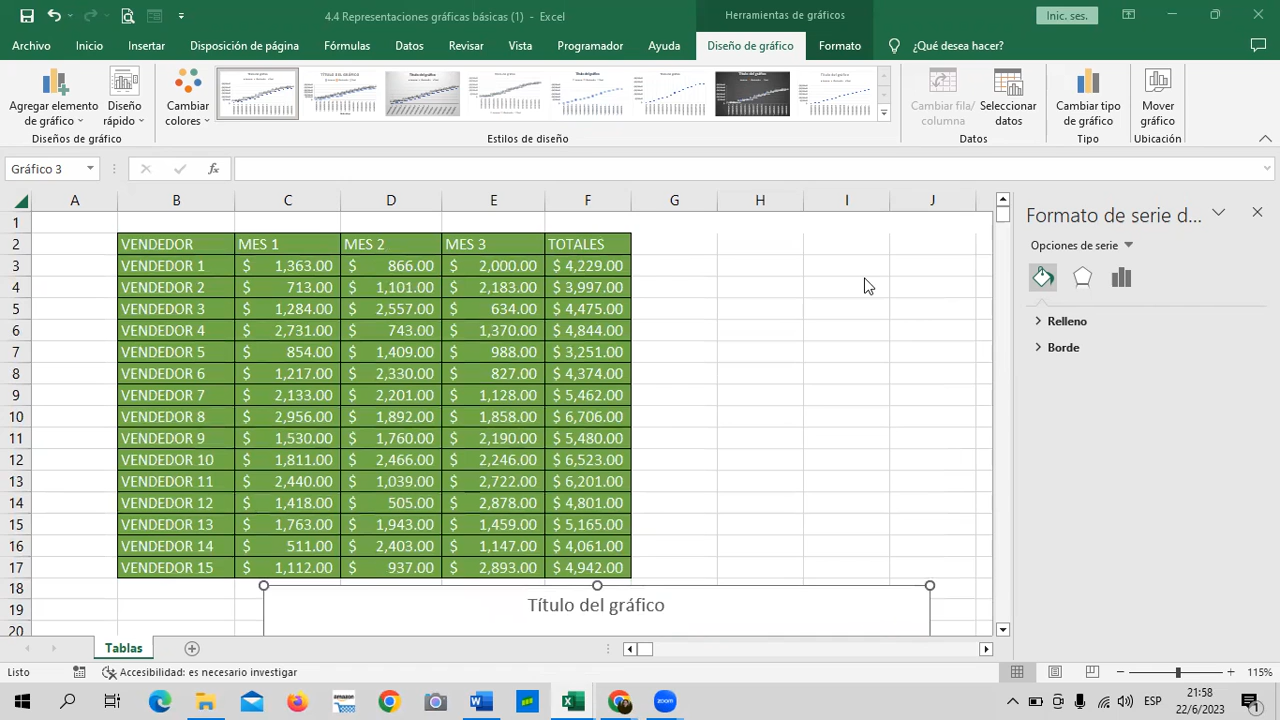 4.4 Representaciones gráficas básicas (1) - Excel
Herramientas de gráficos
Inic. ses.
Archivo Inicio Insertar Disposición de página Fórmulas Datos Revisar Vista Programador Ayuda Diseño de gráfico Formato ¿Qué desea hacer?
Agregar elemento de gráfico
Diseño rápido
Cambiar colores
Cambiar fila/ columna
Seleccionar datos
Cambiar tipo de gráfico
Mover gráfico
Diseños de gráfico Estilos de diseño Datos Tipo Ubicación
Gráfico 3 fx
A B C D E F G H I J
1
2 VENDEDOR MES 1 MES 2 MES 3 TOTALES
3 VENDEDOR 1 $ 1,363.00 $ 866.00 $ 2,000.00 $ 4,229.00
4 VENDEDOR 2 $ 713.00 $ 1,101.00 $ 2,183.00 $ 3,997.00
5 VENDEDOR 3 $ 1,284.00 $ 2,557.00 $ 634.00 $ 4,475.00
6 VENDEDOR 4 $ 2,731.00 $ 743.00 $ 1,370.00 $ 4,844.00
7 VENDEDOR 5 $ 854.00 $ 1,409.00 $ 988.00 $ 3,251.00
8 VENDEDOR 6 $ 1,217.00 $ 2,330.00 $ 827.00 $ 4,374.00
9 VENDEDOR 7 $ 2,133.00 $ 2,201.00 $ 1,128.00 $ 5,462.00
10 VENDEDOR 8 $ 2,956.00 $ 1,892.00 $ 1,858.00 $ 6,706.00
11 VENDEDOR 9 $ 1,530.00 $ 1,760.00 $ 2,190.00 $ 5,480.00
12 VENDEDOR 10 $ 1,811.00 $ 2,466.00 $ 2,246.00 $ 6,523.00
13 VENDEDOR 11 $ 2,440.00 $ 1,039.00 $ 2,722.00 $ 6,201.00
14 VENDEDOR 12 $ 1,418.00 $ 505.00 $ 2,878.00 $ 4,801.00
15 VENDEDOR 13 $ 1,763.00 $ 1,943.00 $ 1,459.00 $ 5,165.00
16 VENDEDOR 14 $ 511.00 $ 2,403.00 $ 1,147.00 $ 4,061.00
17 VENDEDOR 15 $ 1,112.00 $ 937.00 $ 2,893.00 $ 4,942.00
18
19 Título del gráfico
20
Formato de serie d...
Opciones de serie
Relleno
Borde
Tablas
Listo Accesibilidad: es necesario investigar 115%
amazon
zoom
ESP
21:58
22/6/2023